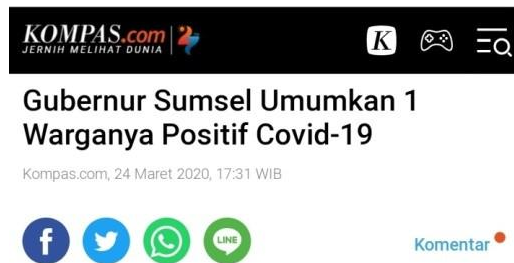 KOMPAS.com
JERNIH MELIHAT DUNIA
K
Gubernur Sumsel Umumkan 1
Warganya Positif Covid-19
Kompas.com, 24 Maret 2020, 17:31 WIB
f
LINE
Komentar